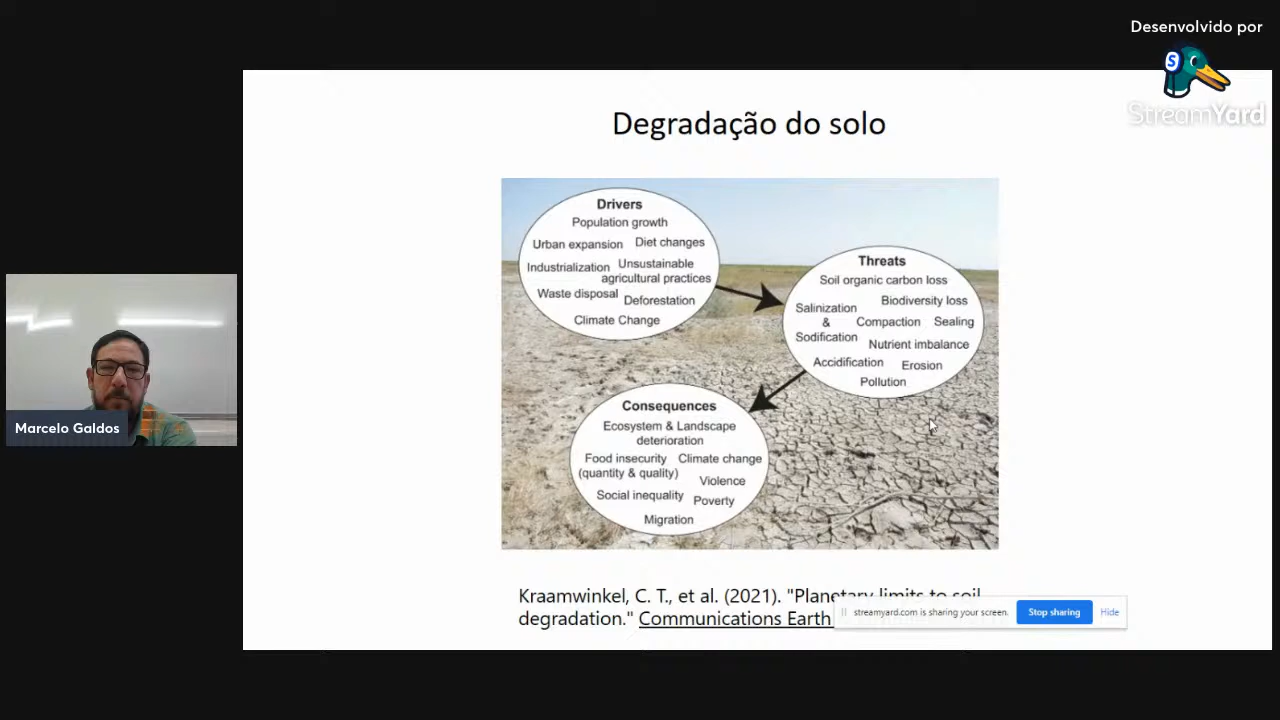 Desenvolvido por
StreamYard
Degradação do solo
Drivers
Population growth
Urban expansion Diet changes
Industrialization Unsustainable
agricultural practices
Waste disposal Deforestation
Climate Change
Threats
Soil organic carbon loss
Biodiversity loss
Salinization
& Compaction Sealing
Sodification Nutrient imbalance
Accidification Erosion
Pollution
Consequences
Ecosystem & Landscape
deterioration
Food insecurity Climate change
(quantity & quality) Violence
Social inequality Poverty
Migration
Marcelo Galdos
Kraamwinkel, C. T., et al. (2021). "Planetary limits to soil
degradation." Communications Earth
streamyard.com is sharing your screen. Stop sharing Hide